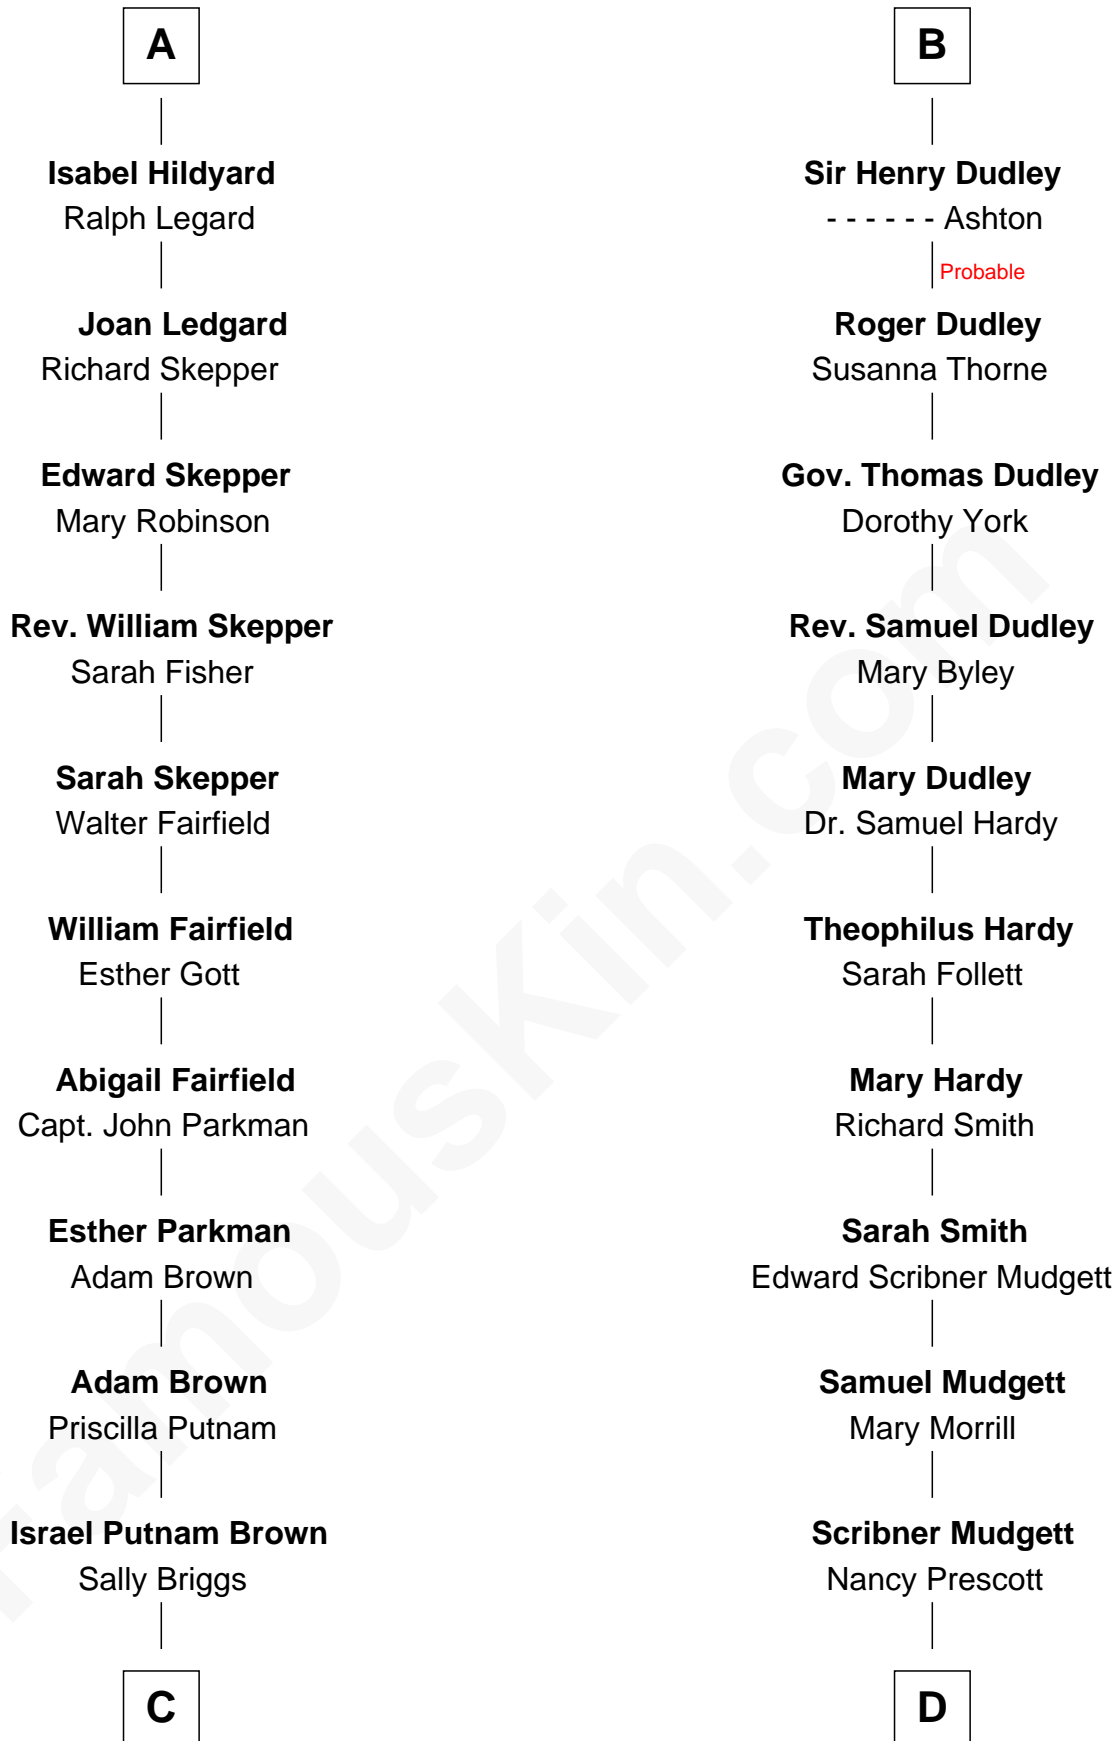 A
Isabel Hildyard
Ralph Legard
Joan Ledgard
Richard Skepper
Edward Skepper
Mary Robinson
Rev. William Skepper
Sarah Fisher
Sarah Skepper
Walter Fairfield
William Fairfield
Esther Gott
Abigail Fairfield
Capt. John Parkman
Esther Parkman
Adam Brown
Adam Brown
Priscilla Putnam
Israel Putnam Brown
Sally Briggs
C
B
Sir Henry Dudley
- - - - - - Ashton
Probable
Roger Dudley
Susanna Thorne
Gov. Thomas Dudley
Dorothy York
Rev. Samuel Dudley
Mary Byley
Mary Dudley
Dr. Samuel Hardy
Theophilus Hardy
Sarah Follett
Mary Hardy
Richard Smith
Sarah Smith
Edward Scribner Mudgett
Samuel Mudgett
Mary Morrill
Scribner Mudgett
Nancy Prescott
D
FamousKin.com